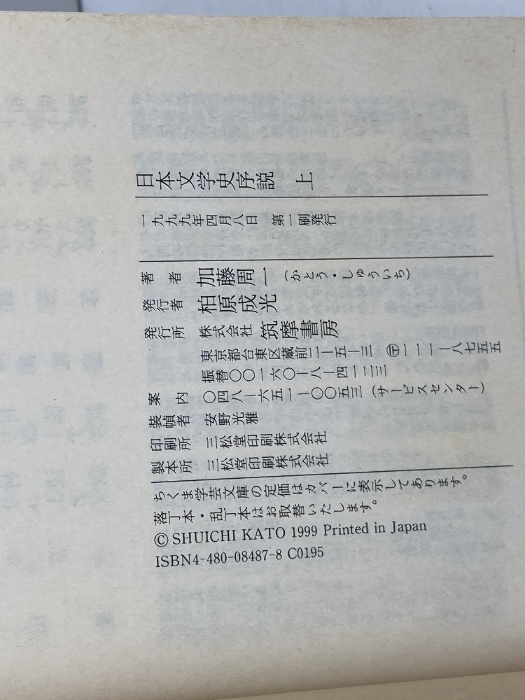 日本文学史序説 上
一九九九年四月八日 第一刷発行
著者 加藤周一（かとう・しゅういち）
発行者 柏原成光
発行所 株式会社 筑摩書房
東京都台東区蔵前二―五―三 〒一一一―八七五五
振替〇〇一六〇―八―四一二三
案内 〇四八―六五一―〇〇五三（サービスセンター）
装幀者 安野光雅
印刷所 三松堂印刷株式会社
製本所 三松堂印刷株式会社
ちくま学芸文庫の定価はカバーに表示してあります。
落丁本・乱丁本はお取替いたします。
© SHUICHI KATO 1999 Printed in Japan
ISBN4-480-08487-8 C0195